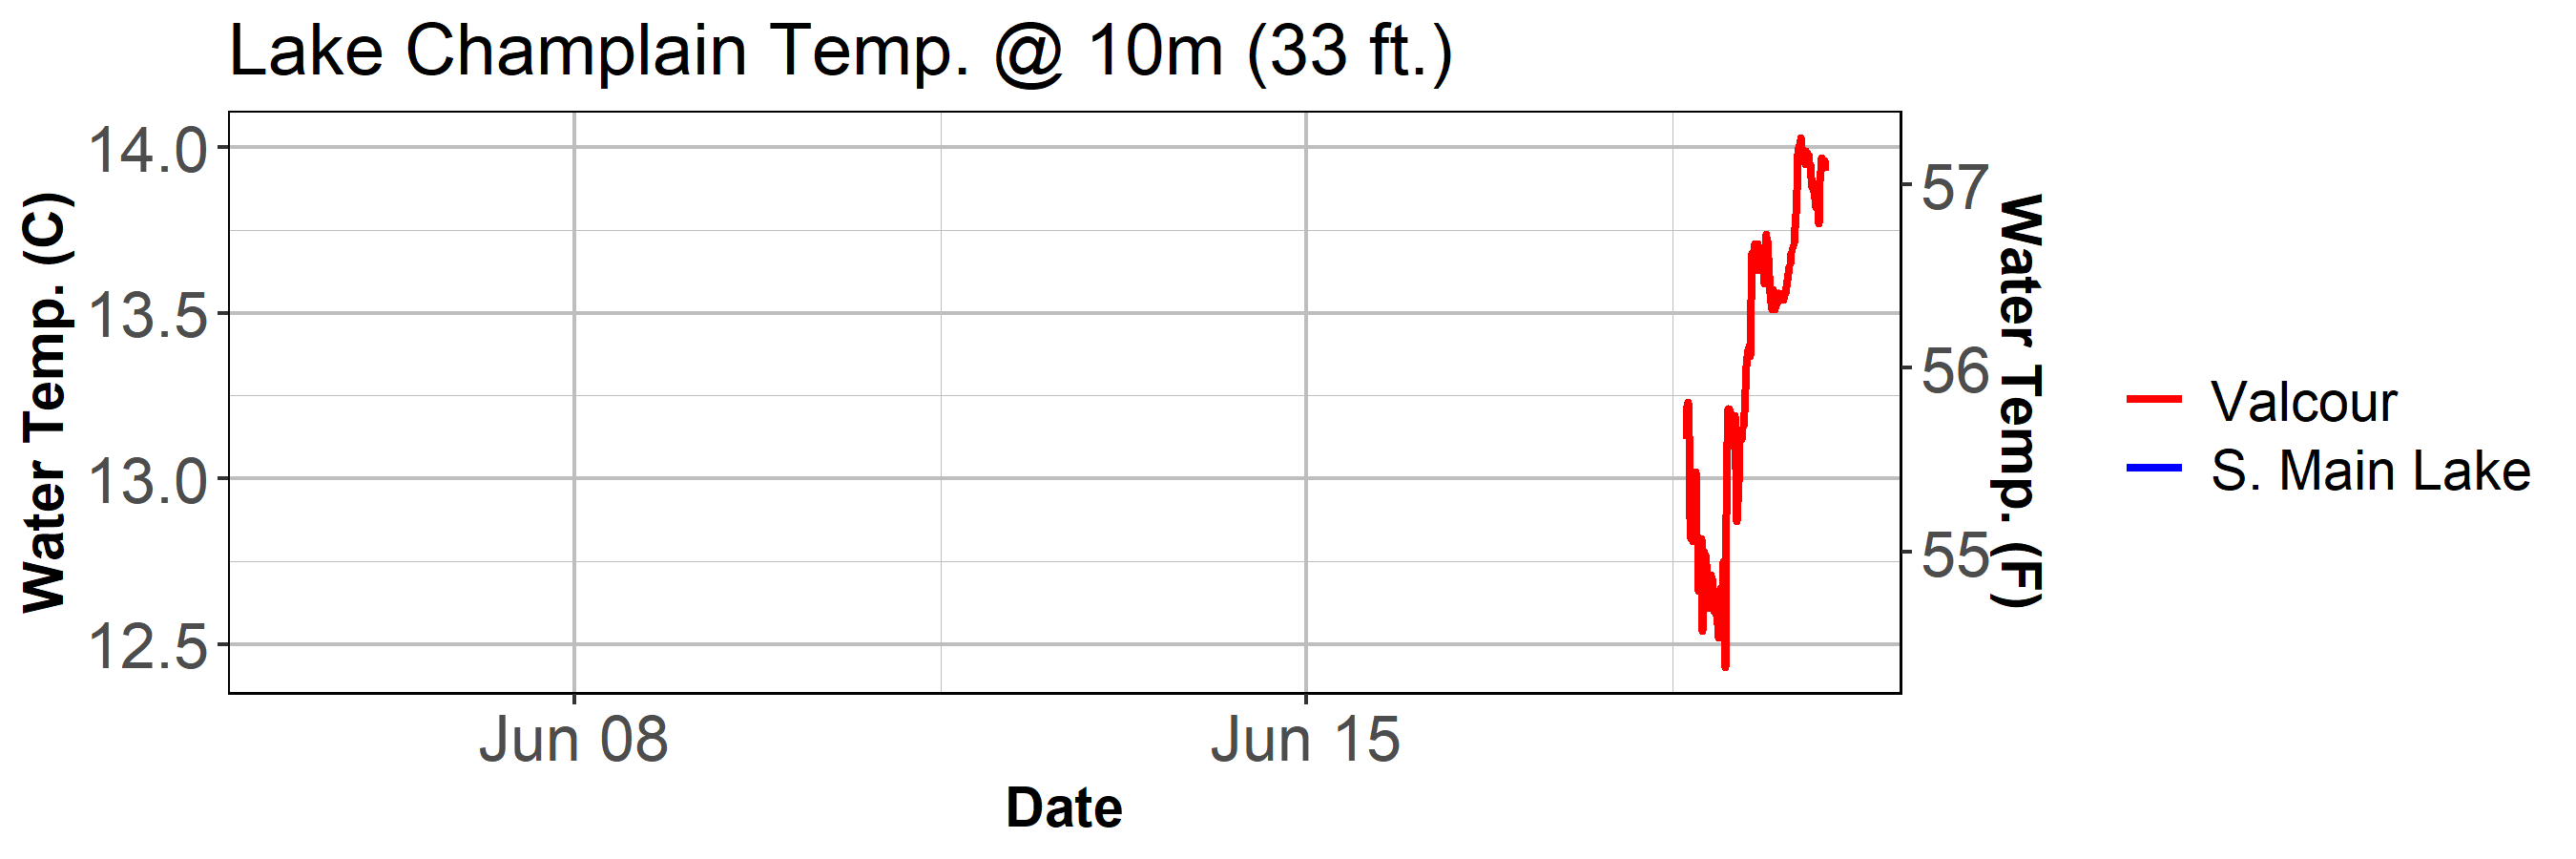 Lake Champlain Temp. @ 10m (33 ft.)
Water Temp. (C)
14.0
13.5
13.0
12.5
57
56
55
Water Temp. (F)
Jun 08
Jun 15
Date
Valcour
S. Main Lake